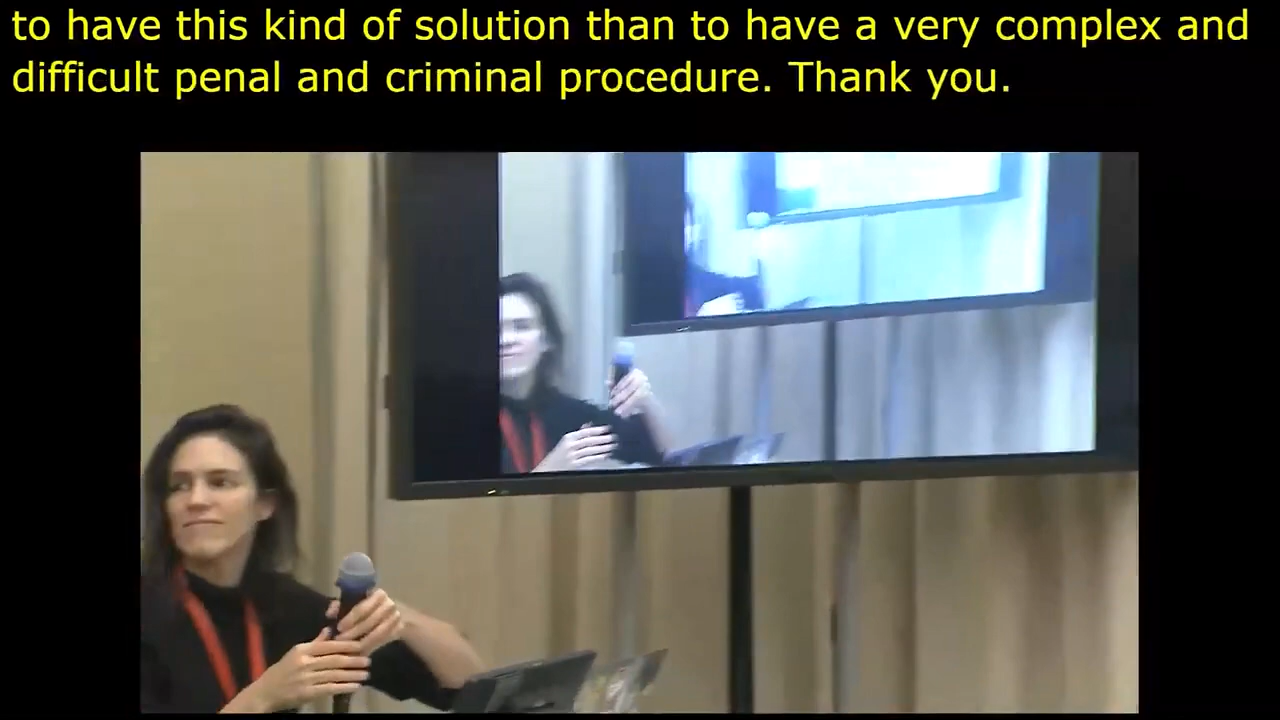 to have this kind of solution than to have a very complex and
difficult penal and criminal procedure. Thank you.